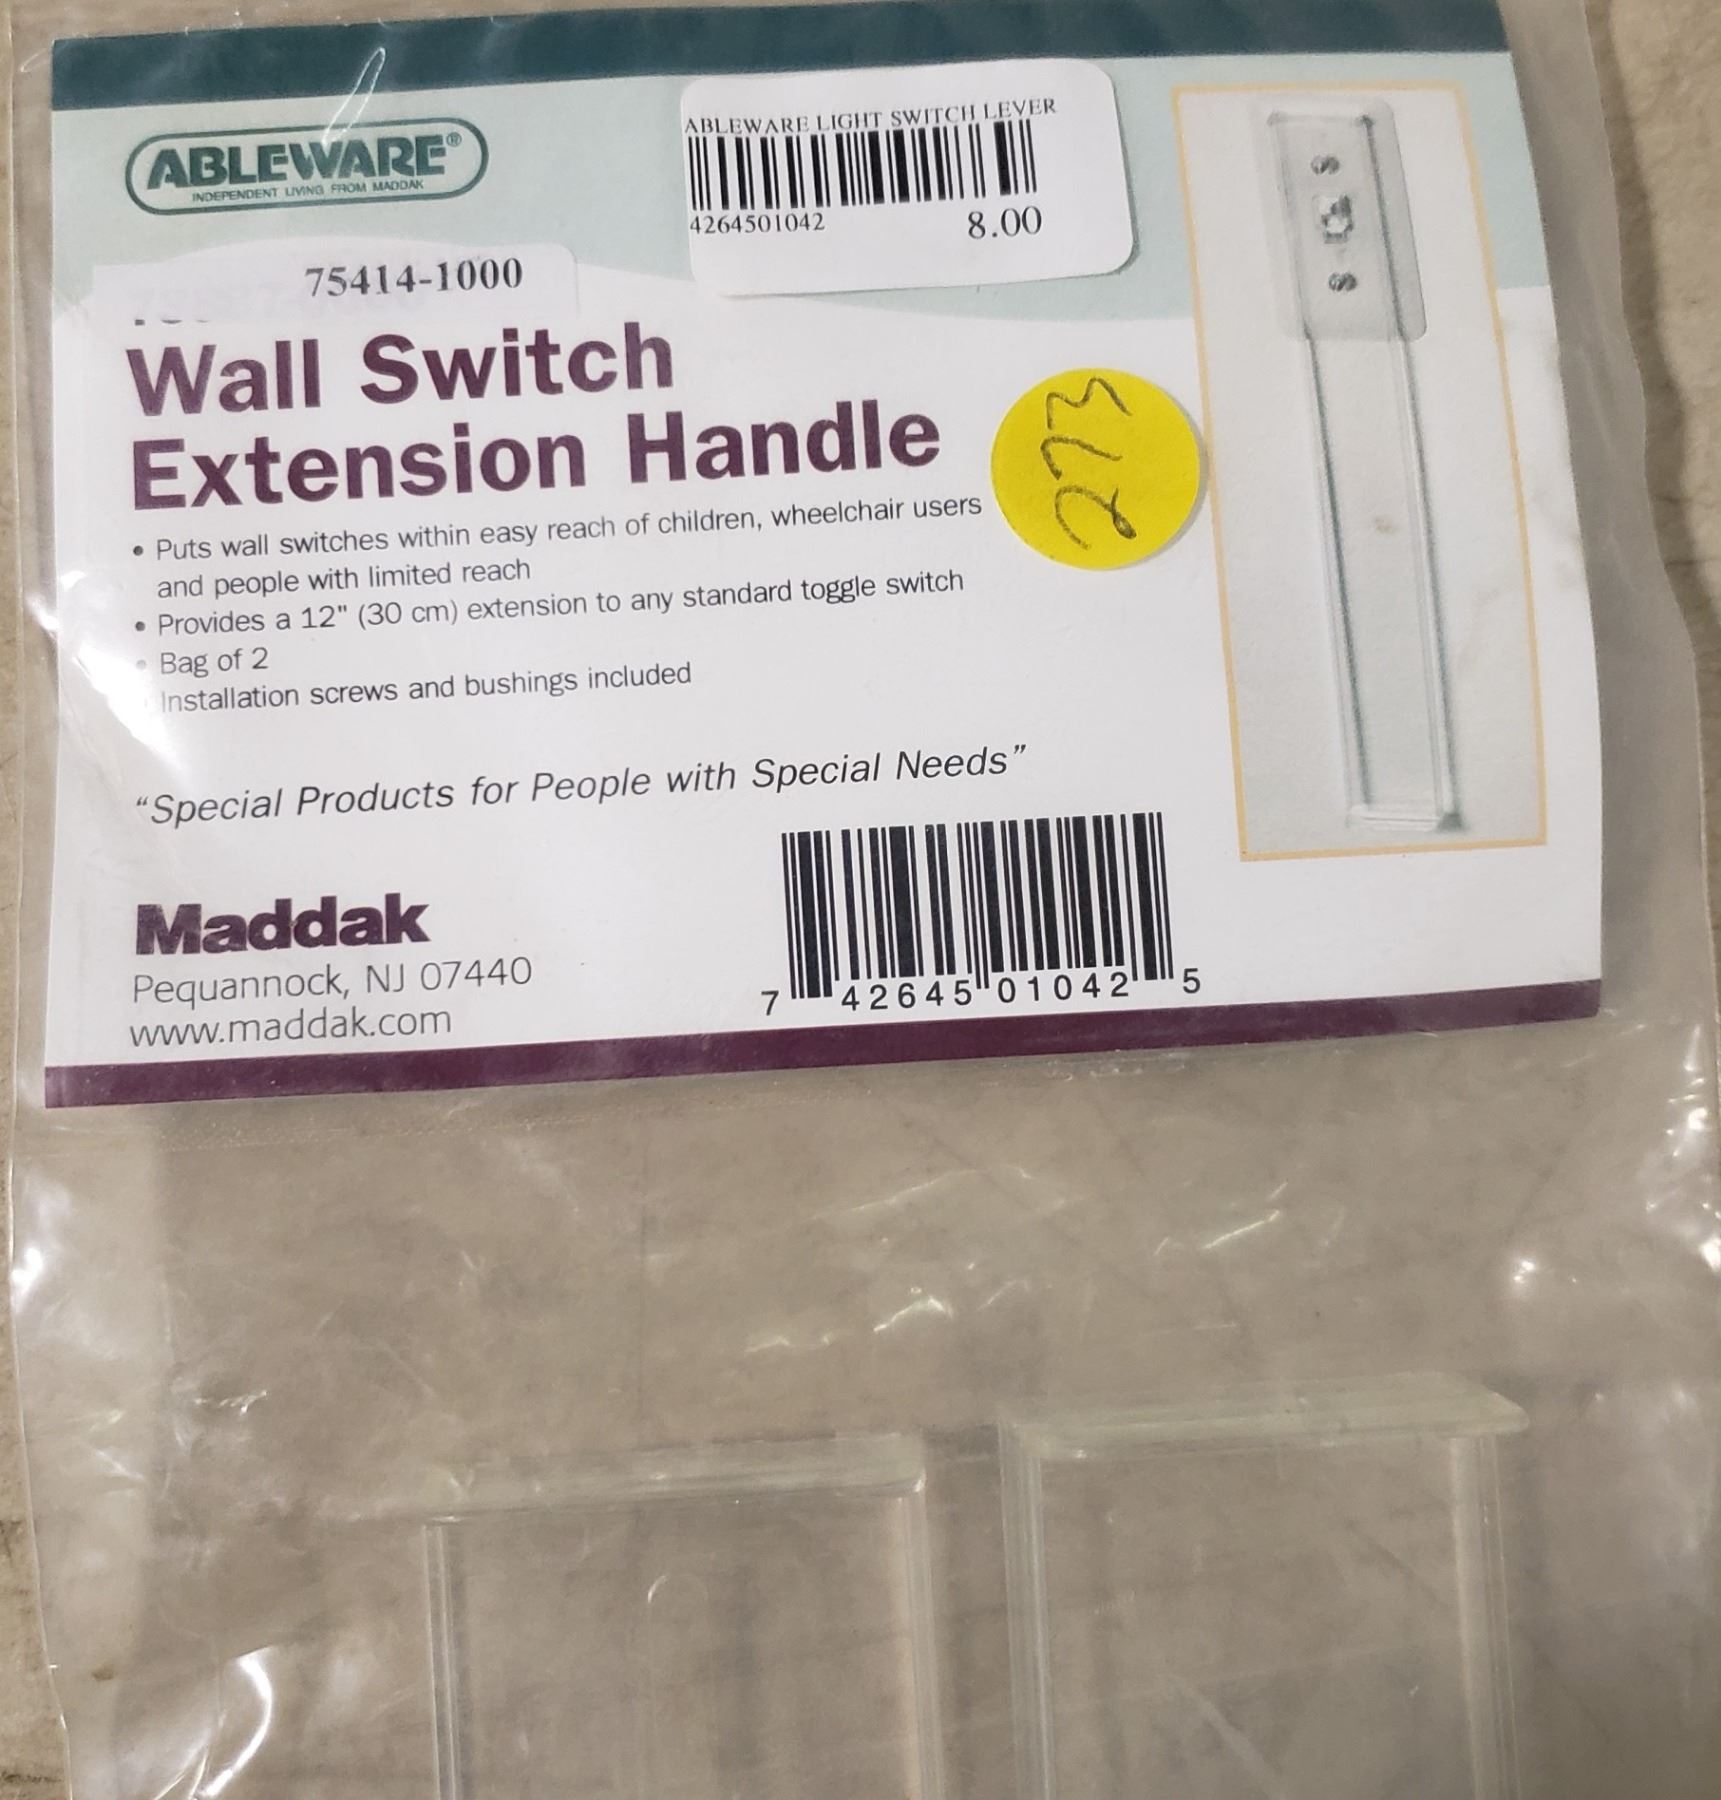 ABLEWARE®
INDEPENDENT LIVING FROM MADDAK
ABLEWARE LIGHT SWITCH LEVER
4264501042 8.00
75414-1000
Wall Switch
Extension Handle
• Puts wall switches within easy reach of children, wheelchair users
and people with limited reach
• Provides a 12" (30 cm) extension to any standard toggle switch
• Bag of 2
Installation screws and bushings included
"Special Products for People with Special Needs"
Maddak
Pequannock, NJ 07440
www.maddak.com
7 42645 01042 5